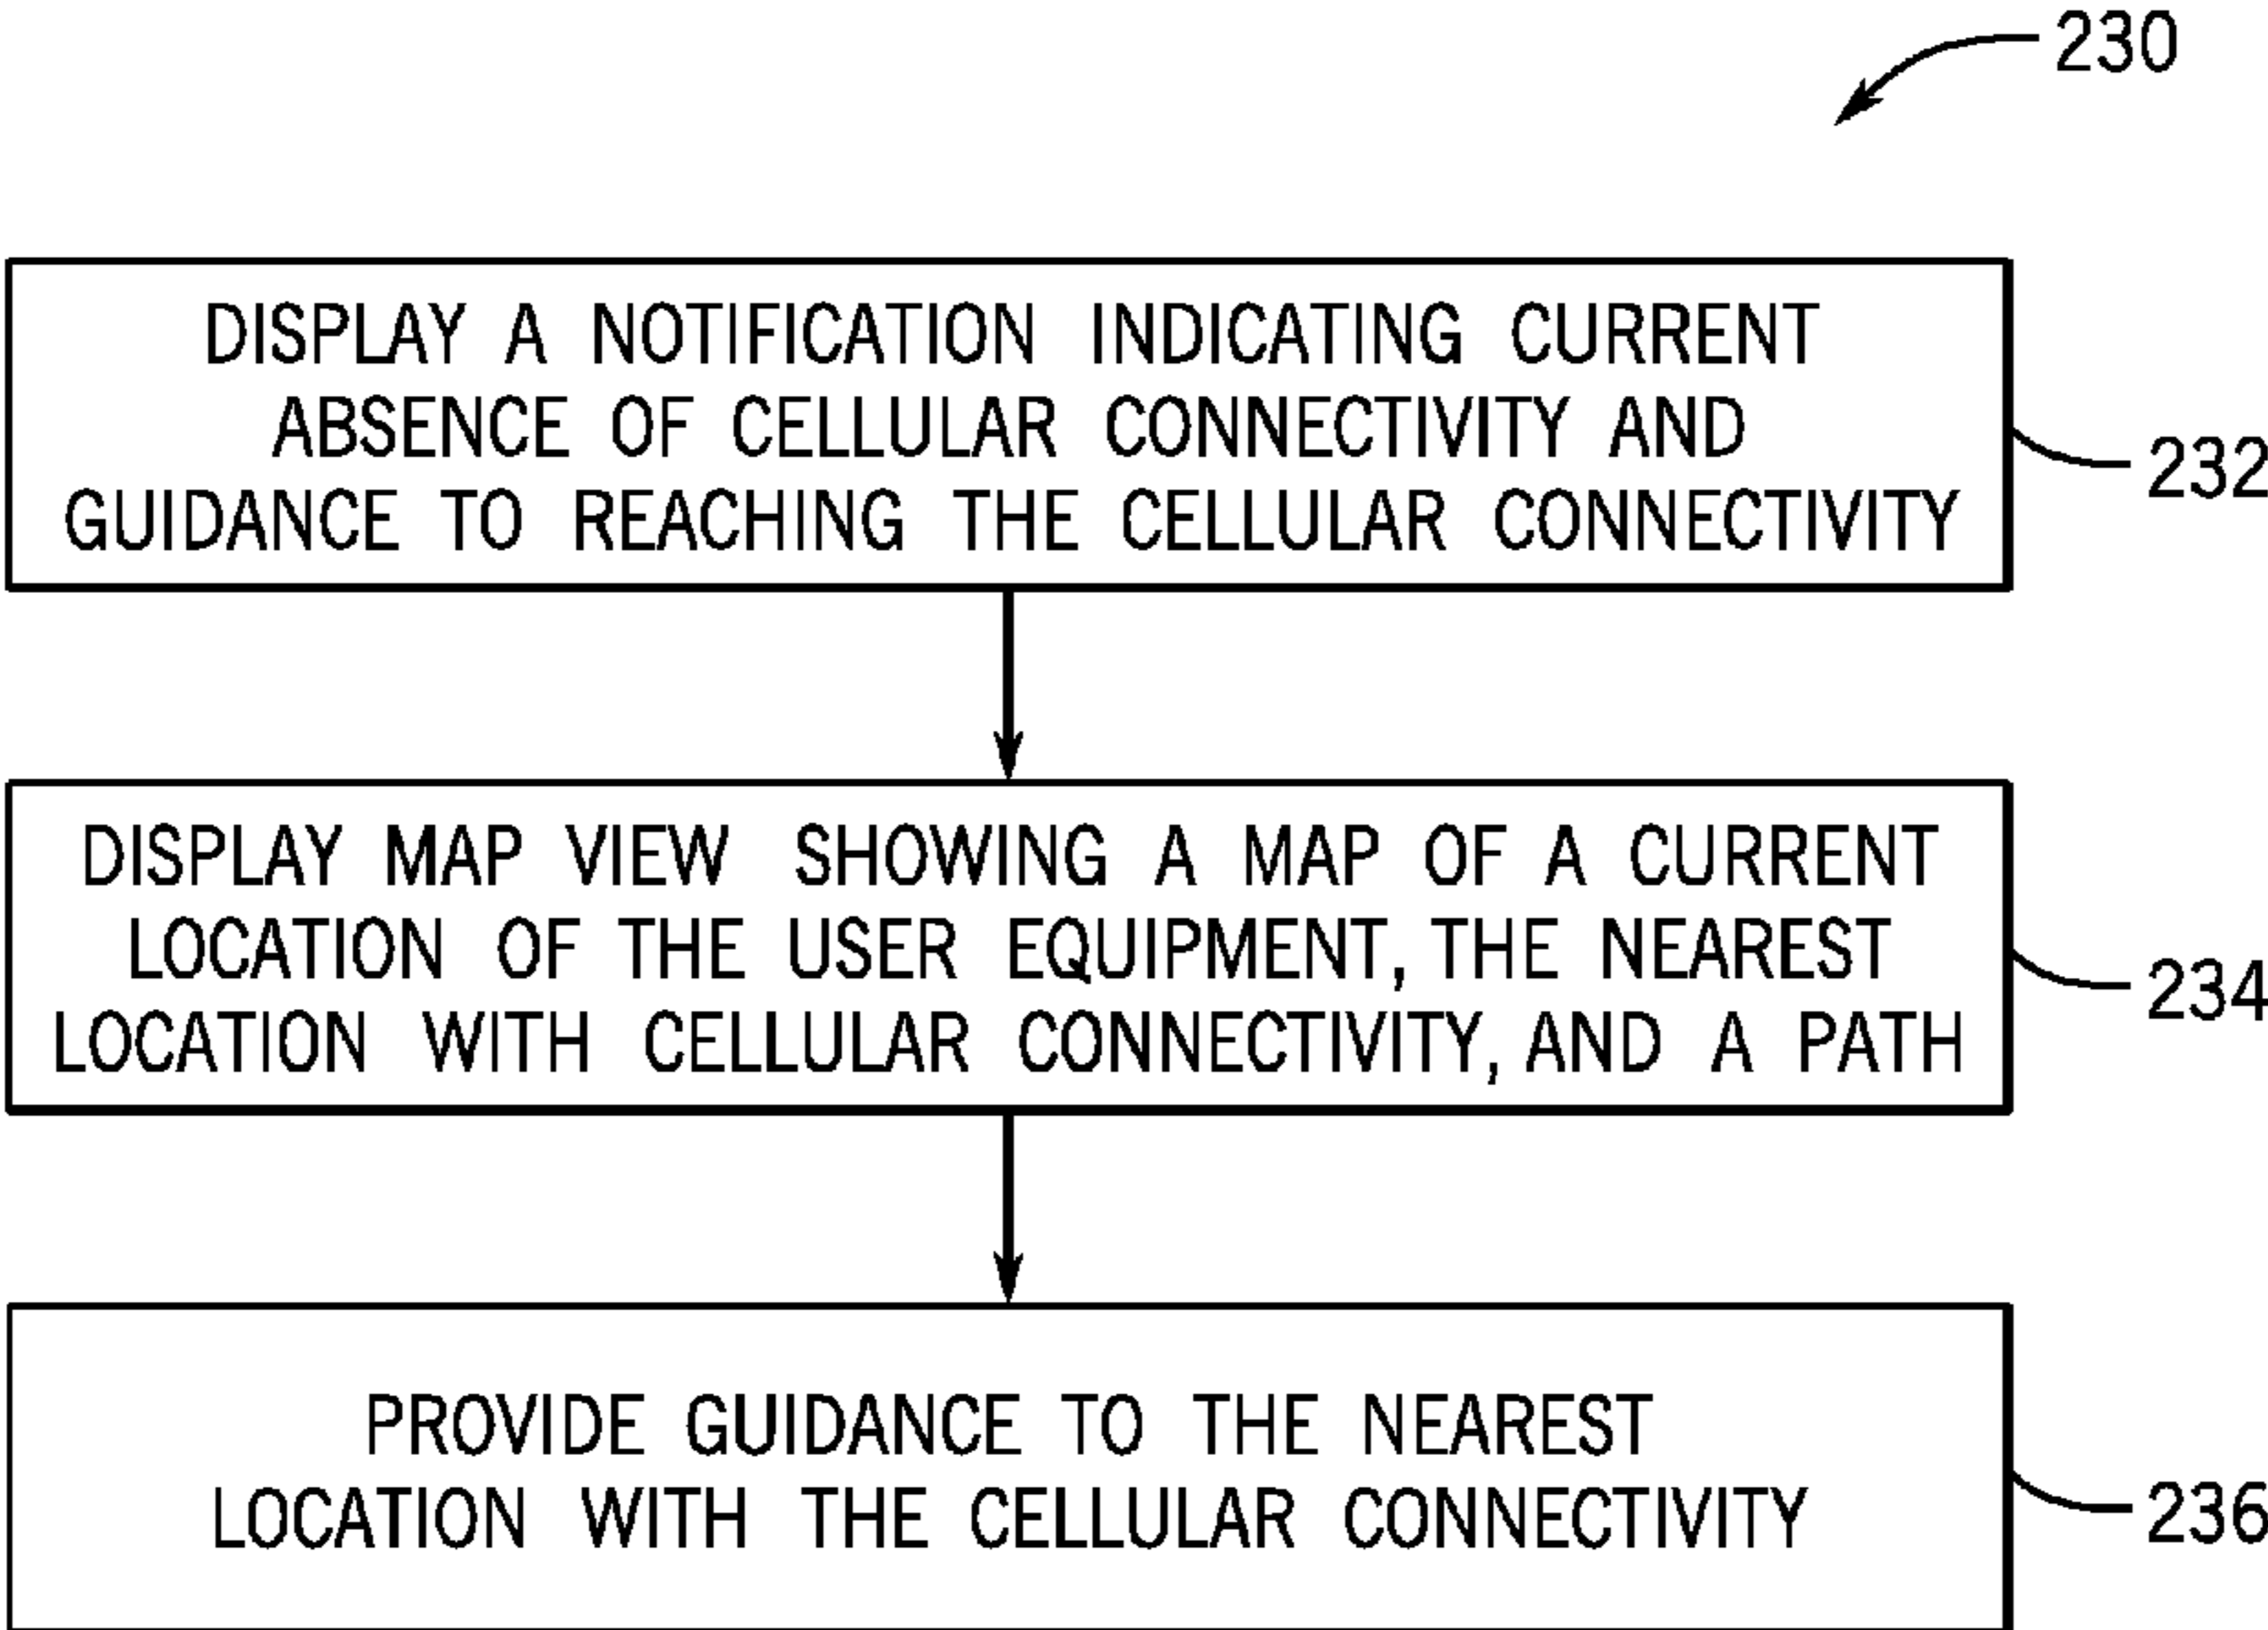 230
DISPLAY A NOTIFICATION INDICATING CURRENT
ABSENCE OF CELLULAR CONNECTIVITY AND
GUIDANCE TO REACHING THE CELLULAR CONNECTIVITY
232
DISPLAY MAP VIEW SHOWING A MAP OF A CURRENT
LOCATION OF THE USER EQUIPMENT, THE NEAREST
LOCATION WITH CELLULAR CONNECTIVITY, AND A PATH
234
PROVIDE GUIDANCE TO THE NEAREST
LOCATION WITH THE CELLULAR CONNECTIVITY
236